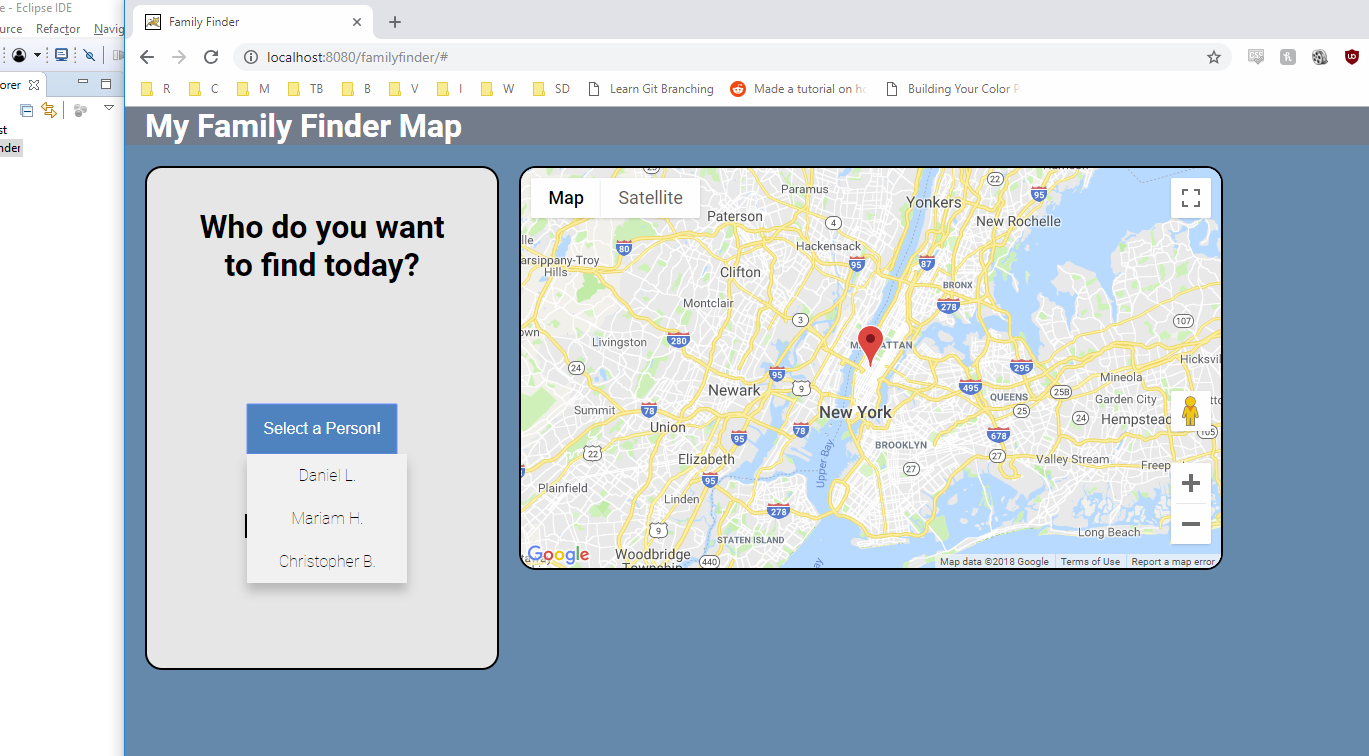 e - Eclipse IDE
Family Finder
urce Refactor Navig
localhost:8080/familyfinder/#
orer
R C M TB B V I W SD Learn Git Branching Made a tutorial on Building Your Color
st
nder
My Family Finder Map
Who do you want
to find today?
Select a Person!
Daniel L.
Mariam H.
Christopher B.
Map Satellite
Paramus
22
95
Yonkers
Paterson
4
New Rochelle
Hackensack
80
95
87
arsippany-Troy
Hills
Clifton
BRONX
278
Montclair
3
107
280
Livingston
MANHATTAN
Hicksvil
24
95
295
Mineola
Newark
9
495
25B
QUEENS
Garden City
Summit
78
New York
25
24
Hempstead
Union
95
78
678
105
22
BROOKLYN
27
Elizabeth
27
Valley Stream
Freep
95
Upper Bay
Plainfield
Linden
278
9
STATEN ISLAND
Long Beach
Google
Woodbridge
Township
440
Map data ©2018 Google Terms of Use Report a map error